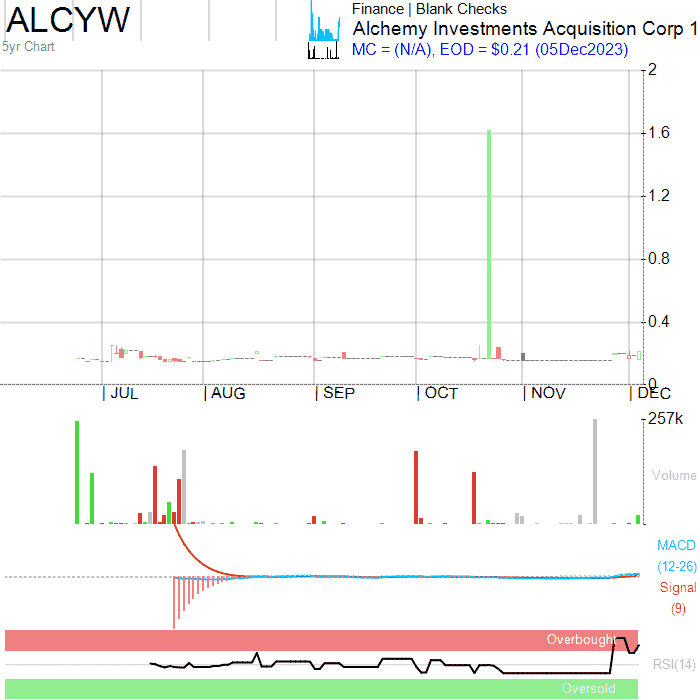 ALCYW
Finance | Blank Checks
Alchemy Investments Acquisition Corp 1
5yr Chart
MC = (N/A), EOD = $0.21 (05Dec2023)
2
1.6
1.2
0.8
0.4
0
| JUL | AUG | SEP | OCT | NOV | DEC
257k
Volume
MACD
(12-26)
Signal
(9)
Overbought
RSI(14)
Oversold